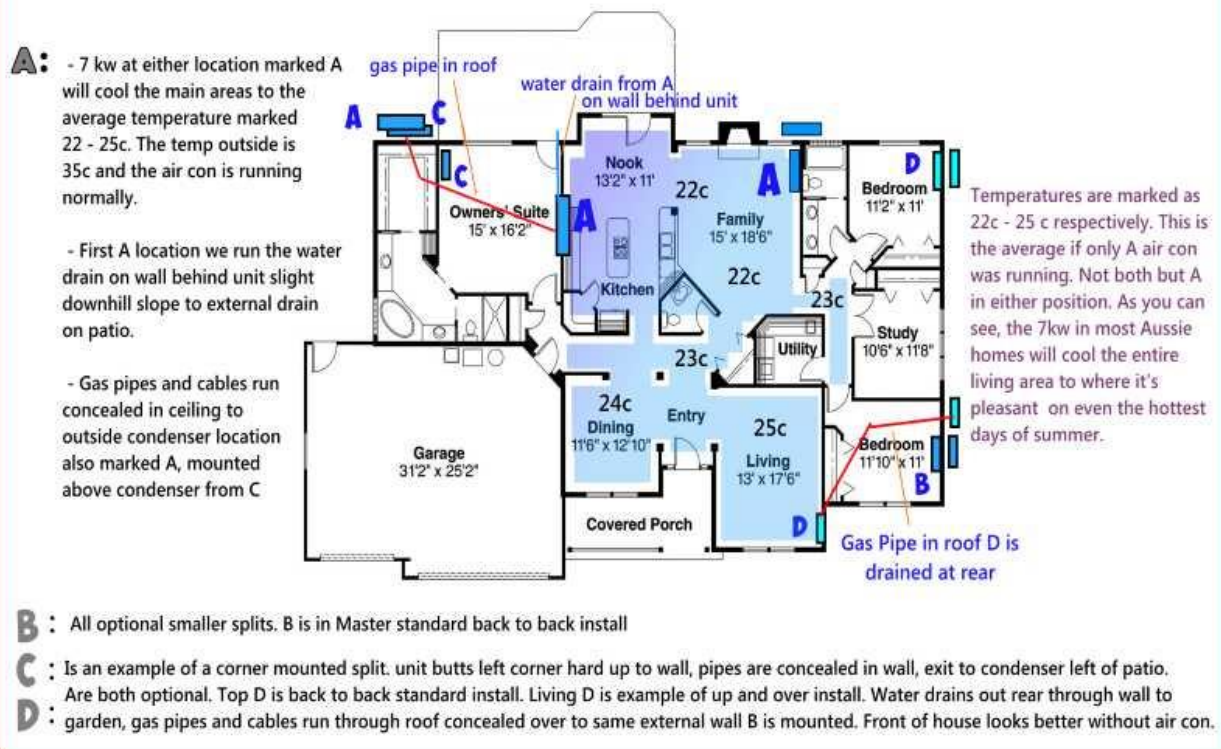 A: - 7 kw at either location marked A
will cool the main areas to the
average temperature marked
22 - 25c. The temp outside is
35c and the air con is running
normally.
- First A location we run the water
drain on wall behind unit slight
downhill slope to external drain
on patio.
- Gas pipes and cables run
concealed in ceiling to
outside condenser location
also marked A, mounted
above condenser from C
gas pipe in roof
water drain from A
on wall behind unit
A
C
C
Nook
13'2" x 11'
22c
A
D
Bedroom
11'2" x 11'
Owners' Suite
15' x 16'2"
A
Family
15' x 18'6"
22c
Kitchen
23c
Study
10'6" x 11'8"
Utility
23c
24c
Dining
11'6" x 12'10"
Entry
25c
Living
13' x 17'6"
Garage
31'2" x 25'2"
Bedroom
11'10" x 11'
B
D
Covered Porch
Gas Pipe in roof D is
drained at rear
Temperatures are marked as
22c - 25 c respectively. This is
the average if only A air con
was running. Not both but A
in either position. As you can
see, the 7kw in most Aussie
homes will cool the entire
living area to where it's
pleasant on even the hottest
days of summer.
B : All optional smaller splits. B is in Master standard back to back install
C : Is an example of a corner mounted split. unit butts left corner hard up to wall, pipes are concealed in wall, exit to condenser left of patio.
Are both optional. Top D is back to back standard install. Living D is example of up and over install. Water drains out rear through wall to
D : garden, gas pipes and cables run through roof concealed over to same external wall B is mounted. Front of house looks better without air con.